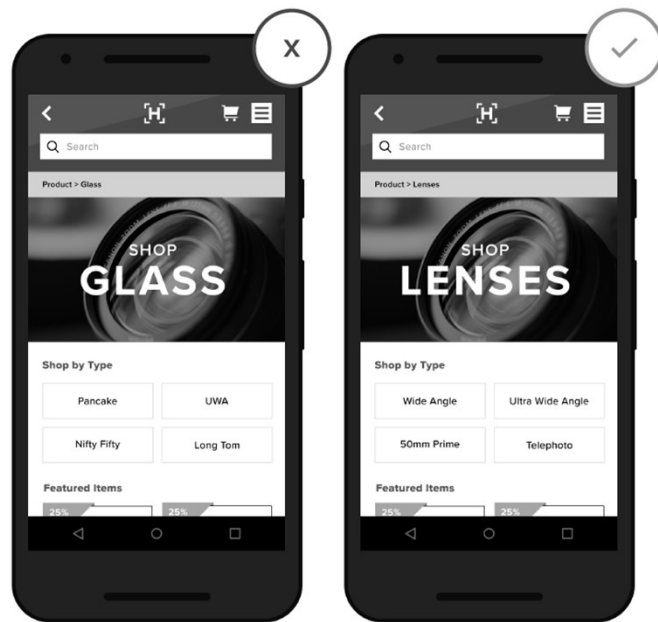 X
[H]
Search
Product > Glass
SHOP
GLASS
Shop by Type
Pancake
UWA
Nifty Fifty
Long Tom
Featured Items
25%
25%
[H]
Search
Product > Lenses
SHOP
LENSES
Shop by Type
Wide Angle
Ultra Wide Angle
50mm Prime
Telephoto
Featured Items
25%
25%